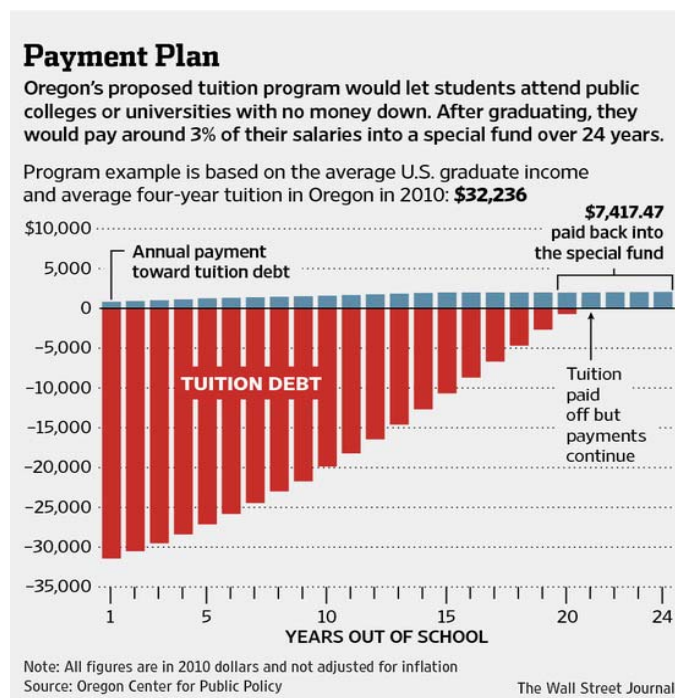 Payment Plan
Oregon’s proposed tuition program would let students attend public
colleges or universities with no money down. After graduating, they
would pay around 3% of their salaries into a special fund over 24 years.
Program example is based on the average U.S. graduate income
and average four-year tuition in Oregon in 2010: $32,236
$7,417.47
paid back into
the special fund
$10,000
Annual payment
toward tuition debt
5,000
0
–5,000
–10,000
–15,000
–20,000
–25,000
–30,000
–35,000
TUITION DEBT
Tuition
paid
off but
payments
continue
1
5
10
15
20
24
YEARS OUT OF SCHOOL
Note: All figures are in 2010 dollars and not adjusted for inflation
Source: Oregon Center for Public Policy
The Wall Street Journal